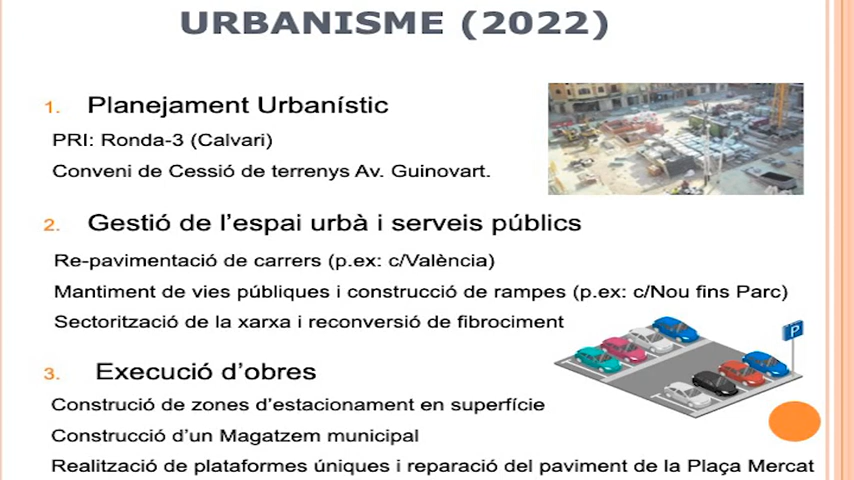 URBANISME (2022)
1. Planejament Urbanístic
PRI: Ronda-3 (Calvari)
Conveni de Cessió de terrenys Av. Guinovart.
2. Gestió de l'espai urbà i serveis públics
Re-pavimentació de carrers (p.ex: c/València)
Mantiment de vies públiques i construcció de rampes (p.ex: c/Nou fins Parc)
Sectorització de la xarxa i reconversió de fibrociment
P
3. Execució d'obres
Construció de zones d'estacionament en superfície
Construcció d'un Magatzem municipal
Realització de plataformes úniques i reparació del paviment de la Plaça Mercat